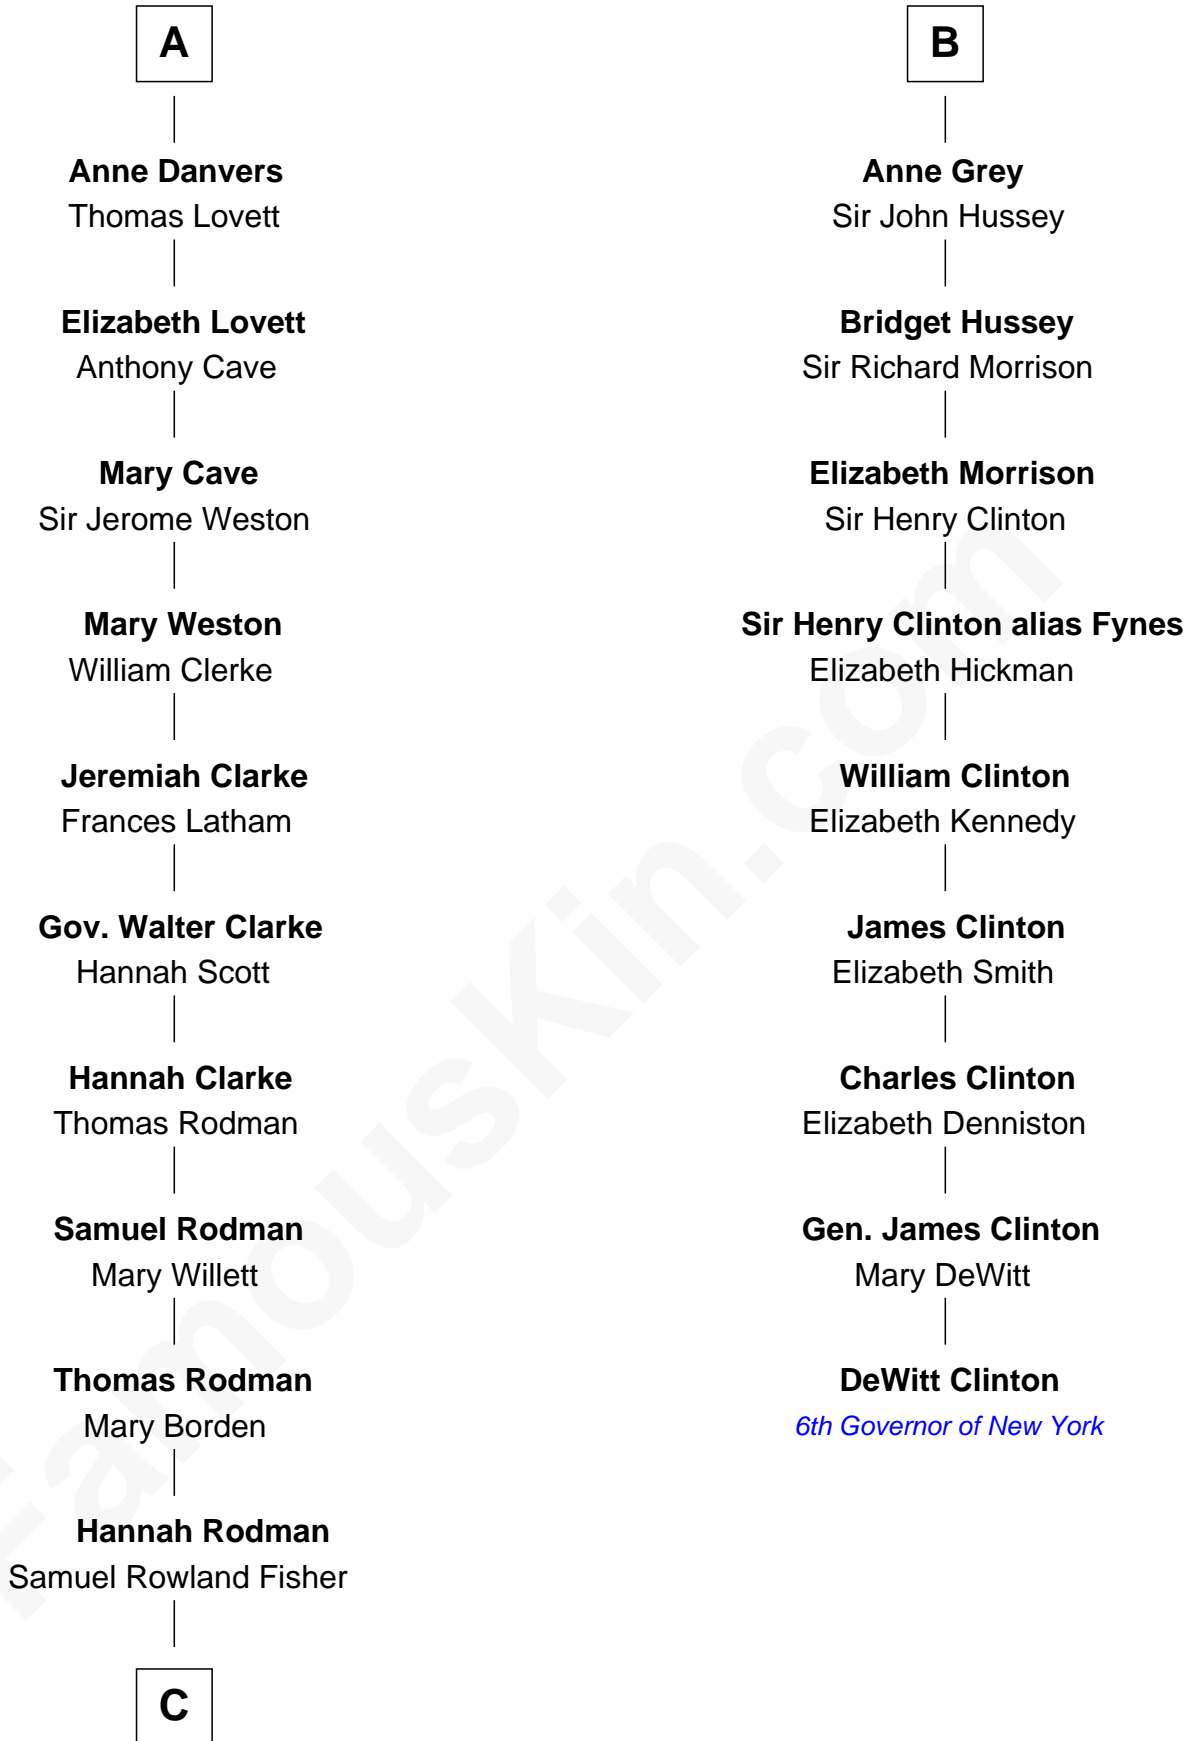 A
Anne Danvers
Thomas Lovett
Elizabeth Lovett
Anthony Cave
Mary Cave
Sir Jerome Weston
Mary Weston
William Clerke
Jeremiah Clarke
Frances Latham
Gov. Walter Clarke
Hannah Scott
Hannah Clarke
Thomas Rodman
Samuel Rodman
Mary Willett
Thomas Rodman
Mary Borden
Hannah Rodman
Samuel Rowland Fisher
C
B
Anne Grey
Sir John Hussey
Bridget Hussey
Sir Richard Morrison
Elizabeth Morrison
Sir Henry Clinton
Sir Henry Clinton alias Fynes
Elizabeth Hickman
William Clinton
Elizabeth Kennedy
James Clinton
Elizabeth Smith
Charles Clinton
Elizabeth Denniston
Gen. James Clinton
Mary DeWitt
DeWitt Clinton
6th Governor of New York
FamousKin.com